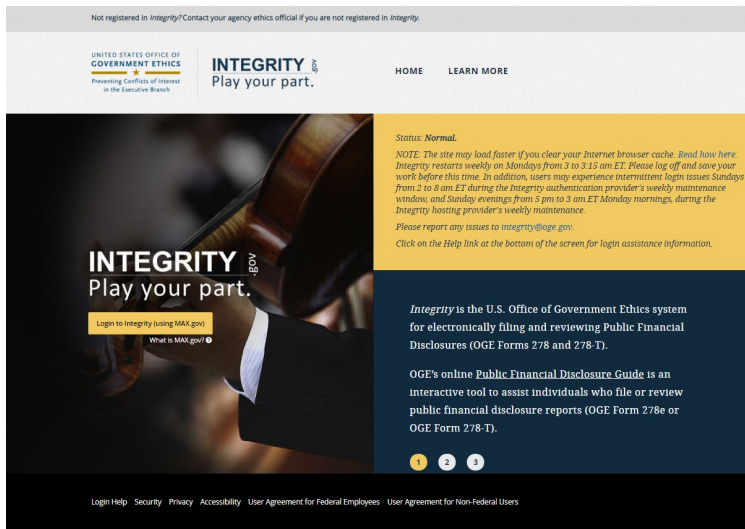 Not registered in Integrity? Contact your agency ethics official if you are not registered in Integrity.
UNITED STATES OFFICE OF
GOVERNMENT ETHICS
Preventing Conflicts of Interest
in the Executive Branch
INTEGRITY .gov
Play your part.
HOME LEARN MORE
Status: Normal.
NOTE: The site may load faster if you clear your Internet browser cache. Read how here.
Integrity restarts weekly on Mondays from 3 to 3:15 am ET. Please log off and save your
work before this time. In addition, users may experience intermittent login issues Sundays
from 2 to 8 am ET during the Integrity authentication provider's weekly maintenance
window, and Sunday evenings from 5 pm to 3 am ET Monday mornings, during the
Integrity hosting provider's weekly maintenance.
Please report any issues to integrity@oge.gov.
Click on the Help link at the bottom of the screen for login assistance information.
INTEGRITY .gov
Play your part.
Login to Integrity (using MAX.gov)
What is MAX.gov?
Integrity is the U.S. Office of Government Ethics system
for electronically filing and reviewing Public Financial
Disclosures (OGE Forms 278 and 278-T).
OGE's online Public Financial Disclosure Guide is an
interactive tool to assist individuals who file or review
public financial disclosure reports (OGE Form 278e or
OGE Form 278-T).
1 2 3
Login Help Security Privacy Accessibility User Agreement for Federal Employees User Agreement for Non-Federal Users